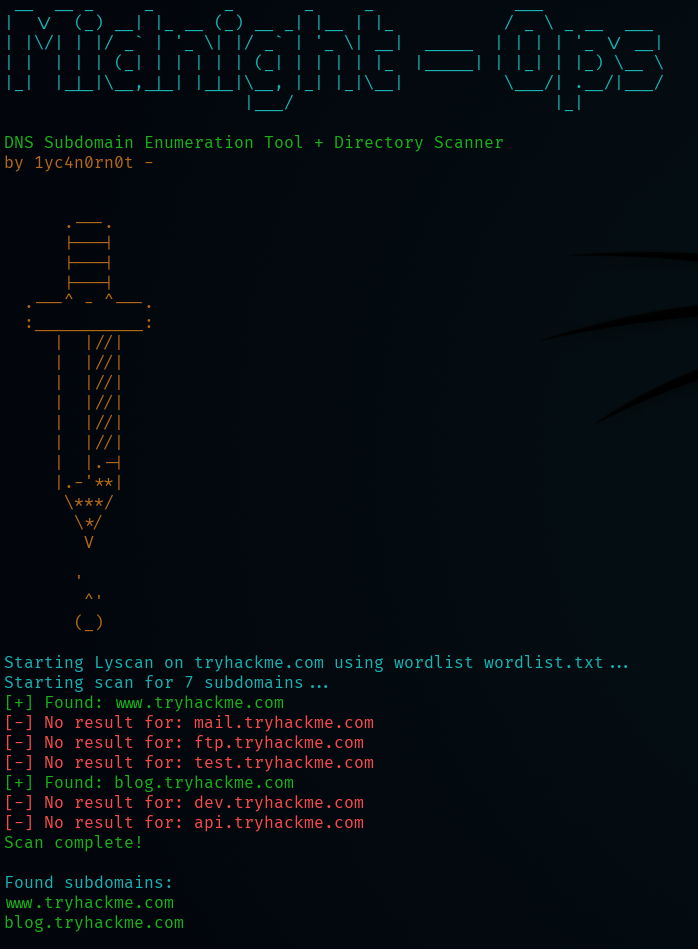 Midnight-Ops
DNS Subdomain Enumeration Tool + Directory Scanner
by 1yc4n0rn0t -
Starting Lyscan on tryhackme.com using wordlist wordlist.txt...
Starting scan for 7 subdomains...
[+] Found: www.tryhackme.com
[-] No result for: mail.tryhackme.com
[-] No result for: ftp.tryhackme.com
[-] No result for: test.tryhackme.com
[+] Found: blog.tryhackme.com
[-] No result for: dev.tryhackme.com
[-] No result for: api.tryhackme.com
Scan complete!
Found subdomains:
www.tryhackme.com
blog.tryhackme.com